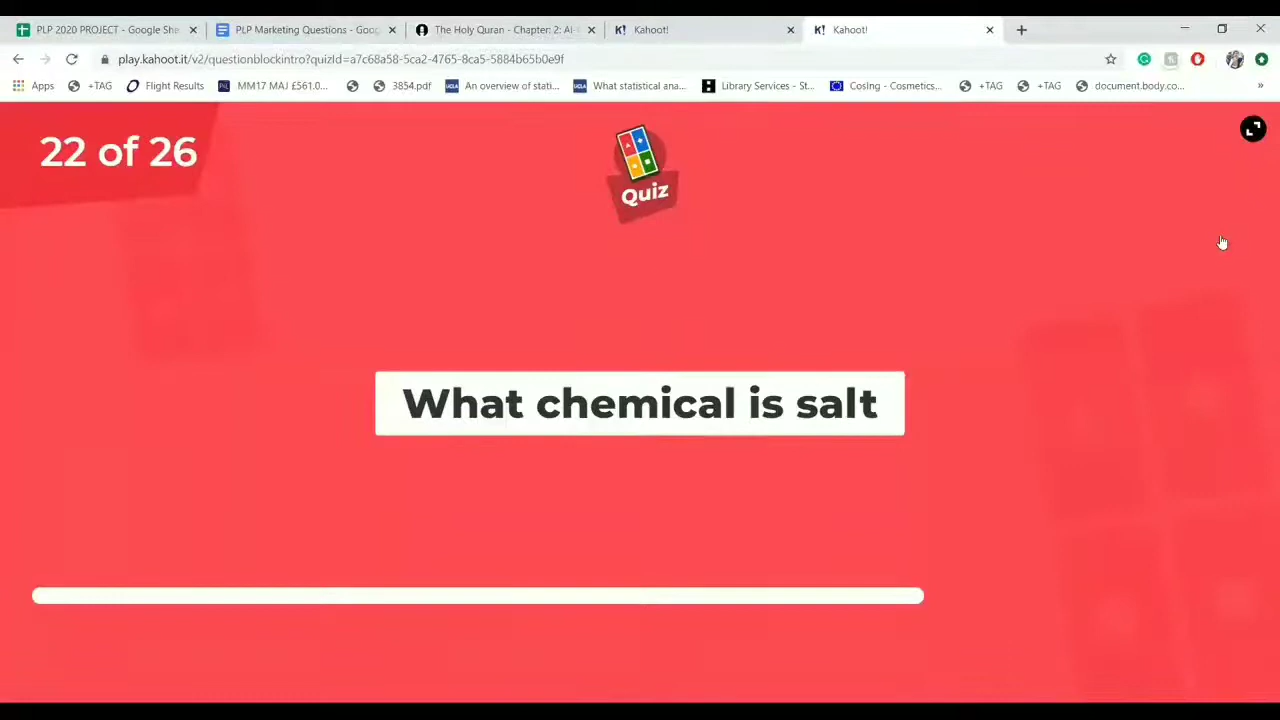 PLP 2020 PROJECT - Google She
PLP Marketing Questions - Goog
The Holy Quran - Chapter: 2: Al-
K! Kahoot!
K! Kahoot!
play.kahoot.it/v2/questionblockintro?quizId=a7c68a58-5ca2-4765-8ca5-5884b65b0e9f
Apps
+TAG
Flight Results
MM17 MAJ £561.0...
3854.pdf
UCLA An overview of stati...
UCLA What statistical ana...
Library Services - St...
CosIng - Cosmetics...
+TAG
+TAG
document.body.co...
»
22 of 26
Quiz
What chemical is salt